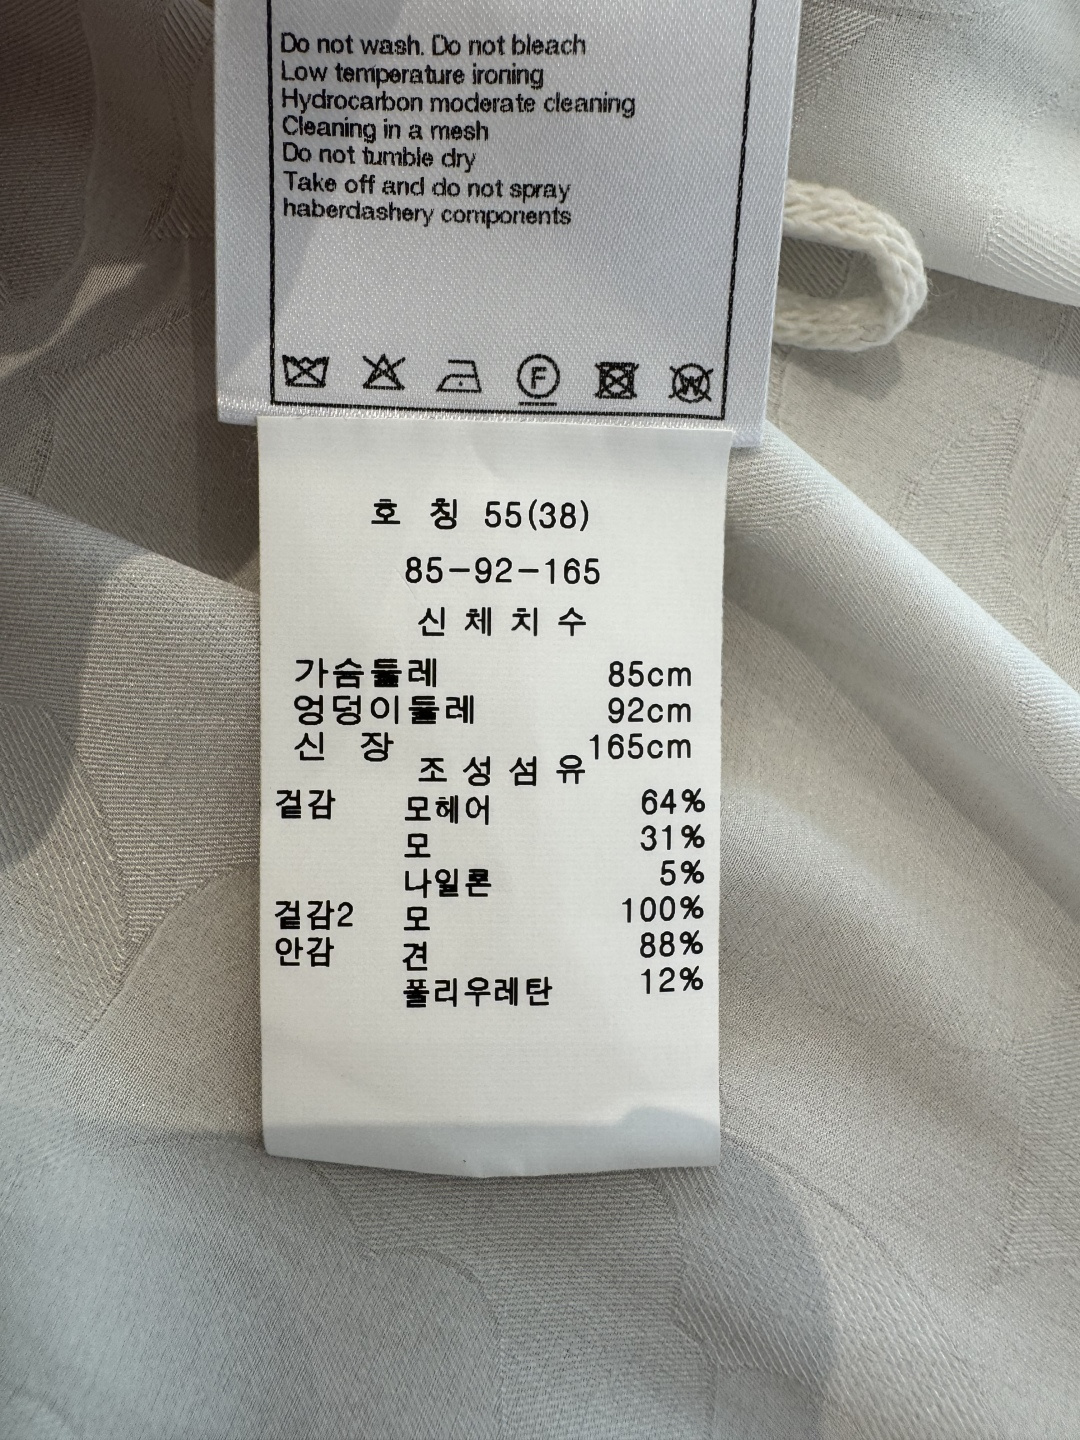 Do not wash. Do not bleach
Low temperature ironing
Hydrocarbon moderate cleaning
Cleaning in a mesh
Do not tumble dry
Take off and do not spray
haberdashery components
F W
호 칭 55(38)
85-92-165
신 체 치 수
가슴둘레 85cm
엉덩이둘레 92cm
신 장 165cm
조 성 섬 유
겉감 모헤어 64%
모 31%
나일론 5%
겉감2 모 100%
안감 견 88%
폴리우레탄 12%